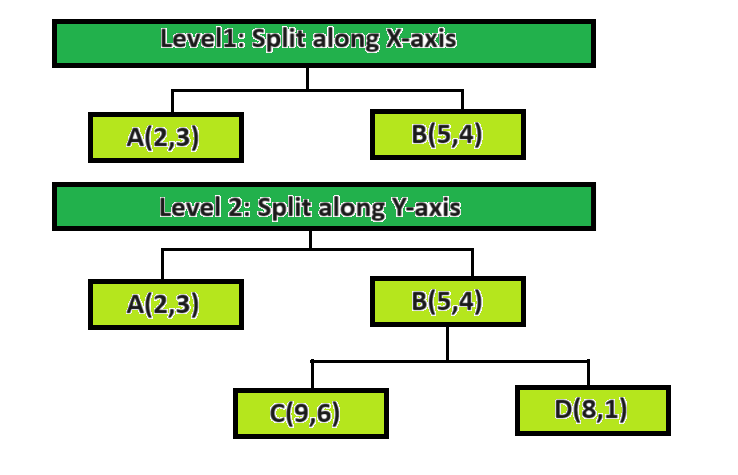 Level1: Split along X-axis
A(2,3)
B(5,4)
Level 2: Split along Y-axis
A(2,3)
B(5,4)
C(9,6)
D(8,1)